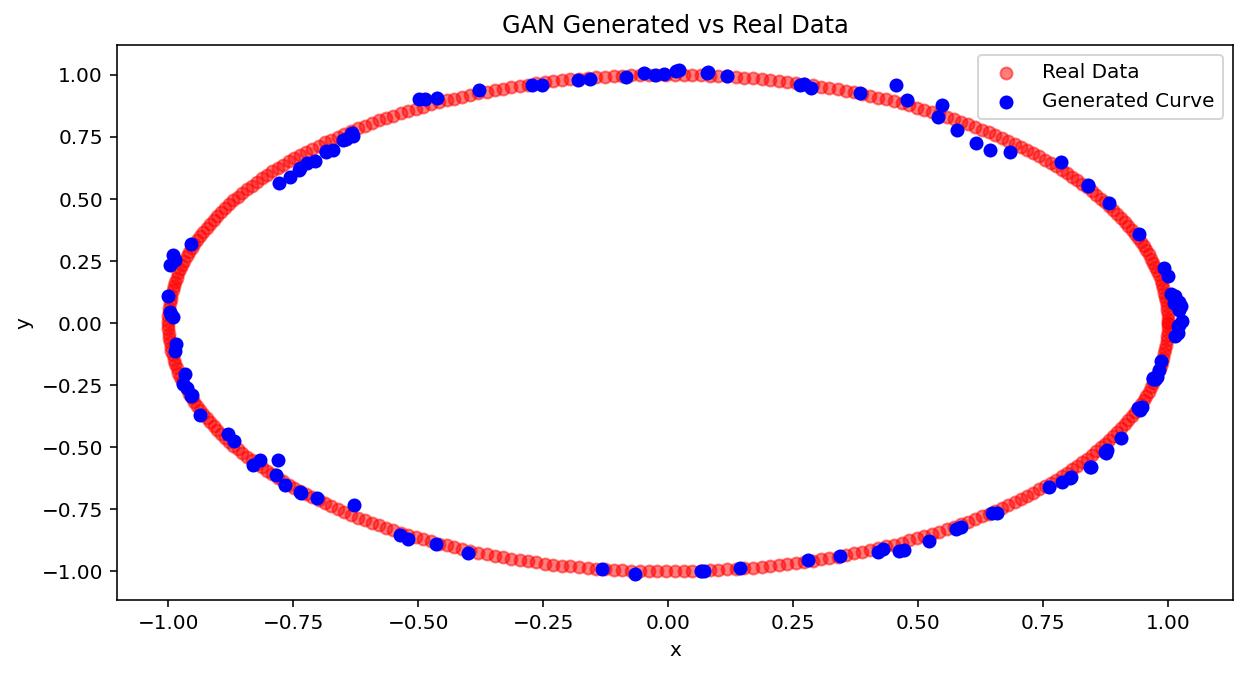 GAN Generated vs Real Data
Real Data
Generated Curve
1.00
0.75
0.50
0.25
0.00
−0.25
−0.50
−0.75
−1.00
y
−1.00 −0.75 −0.50 −0.25 0.00 0.25 0.50 0.75 1.00
x